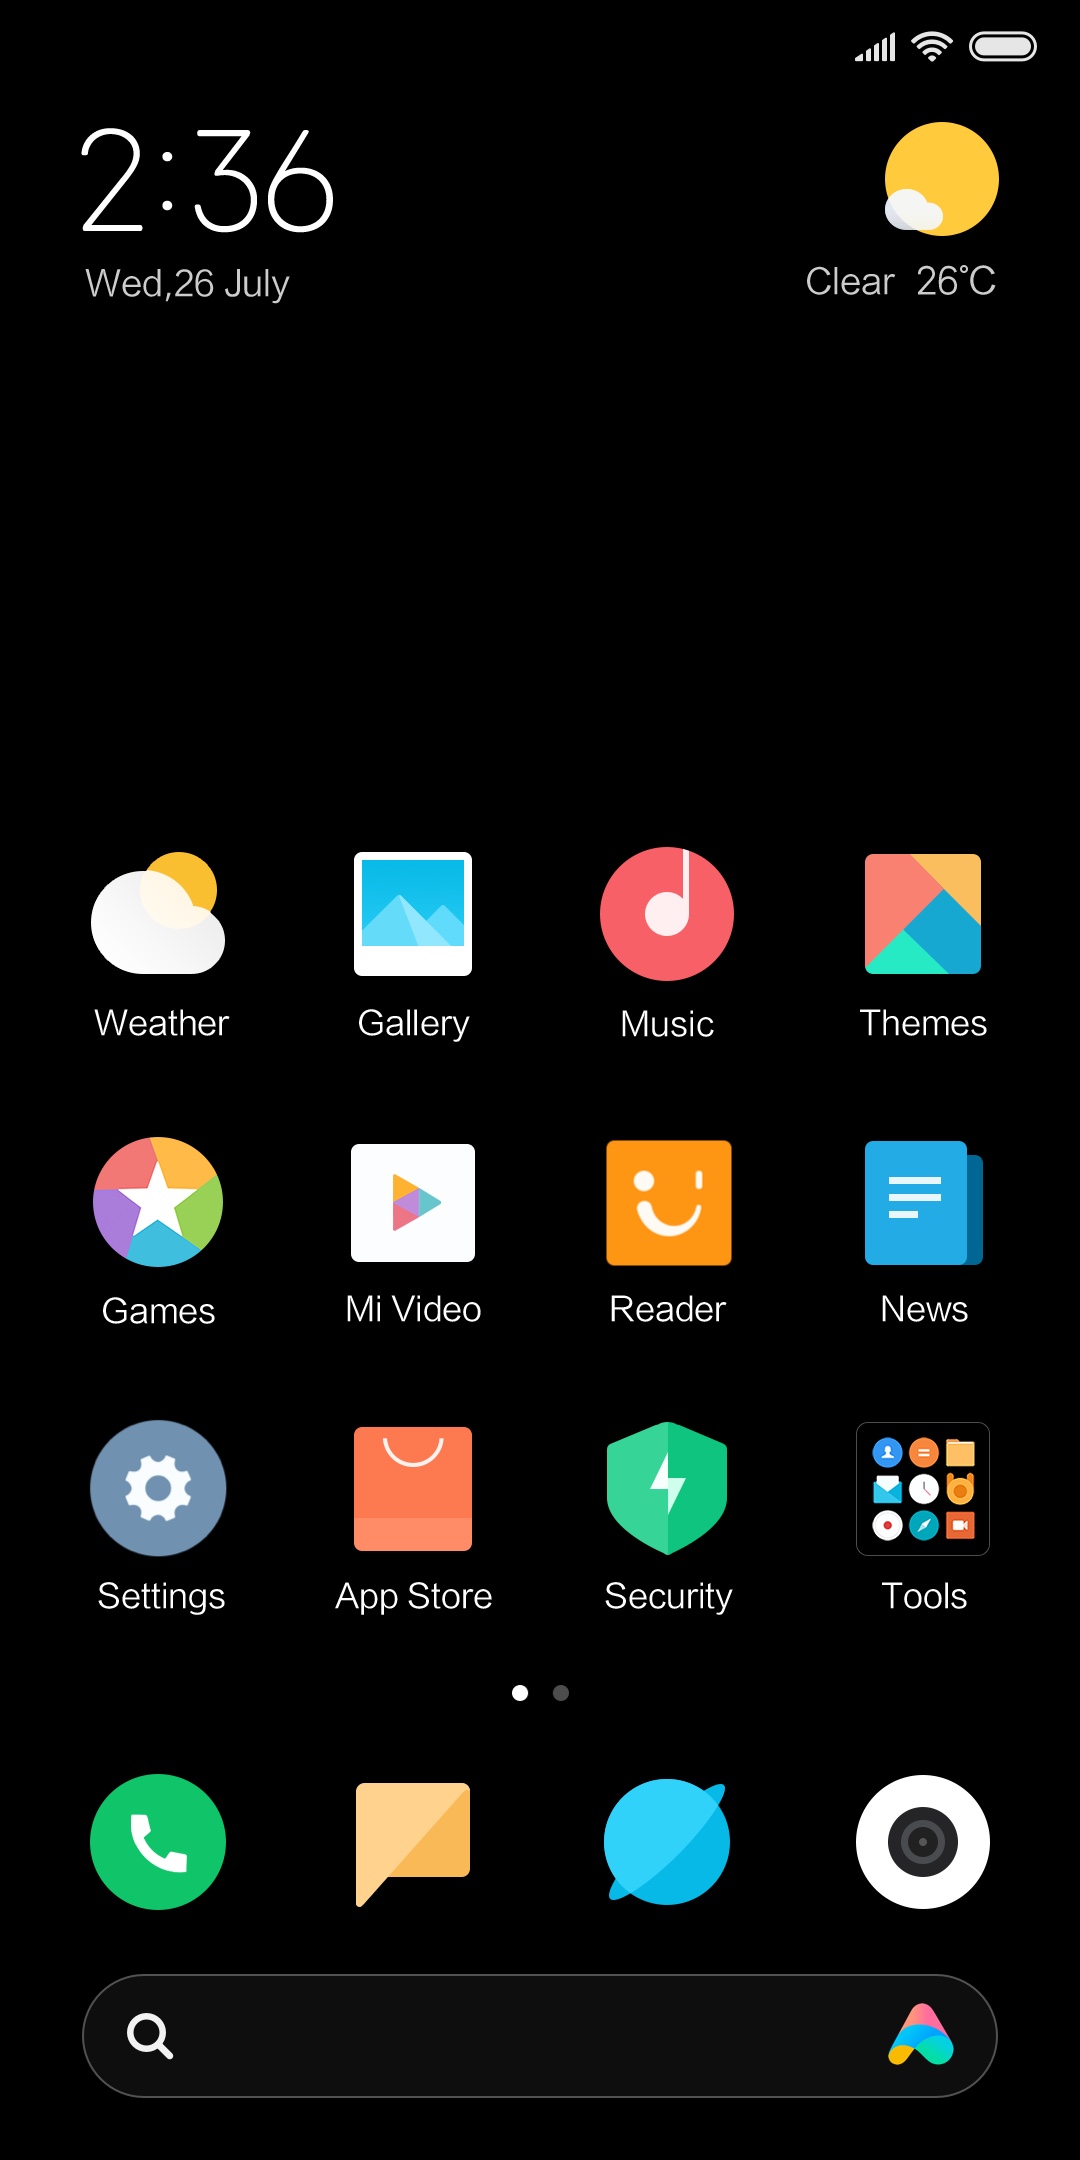 2:36
Wed,26 July
Clear 26°C
Weather
Gallery
Music
Themes
Games
Mi Video
Reader
News
Settings
App Store
Security
Tools